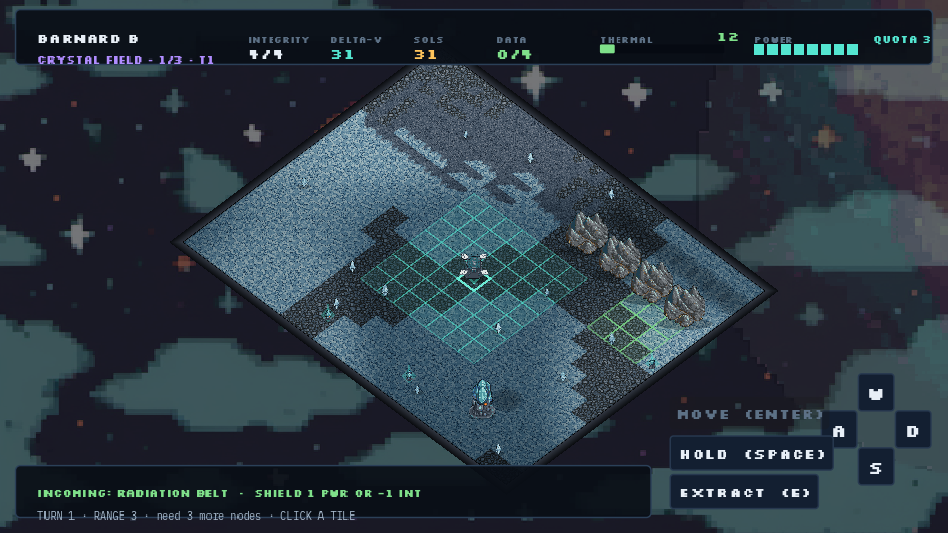 BARNARD B
CRYSTAL FIELD · 1/3 · T1
INTEGRITY
4/4
DELTA-V
31
SOLS
31
DATA
0/4
THERMAL
12
POWER
QUOTA 3
MOVE (ENTER)
HOLD (SPACE)
EXTRACT (E)
W
A
D
S
INCOMING: RADIATION BELT · SHIELD 1 PWR OR -1 INT
TURN 1 · RANGE 3 · need 3 more nodes · CLICK A TILE